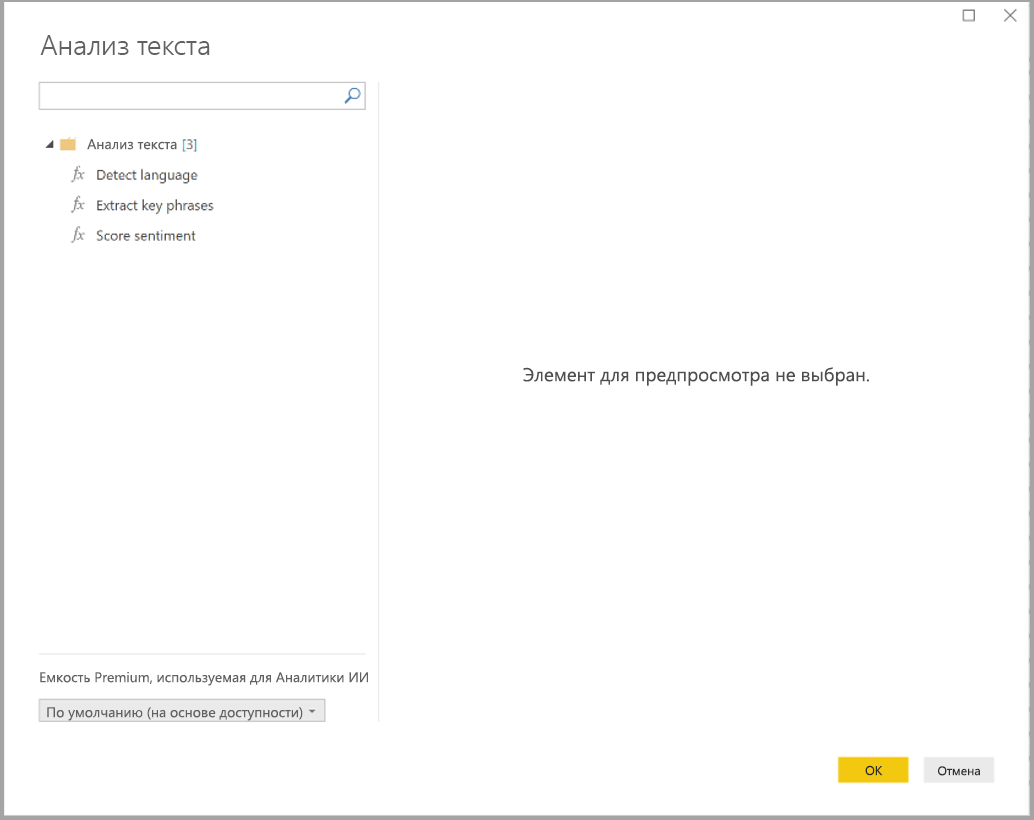 Анализ текста
Анализ текста [3]
fx Detect language
fx Extract key phrases
fx Score sentiment
Элемент для предпросмотра не выбран.
Емкость Premium, используемая для Аналитики ИИ
По умолчанию (на основе доступности)
ОК
Отмена